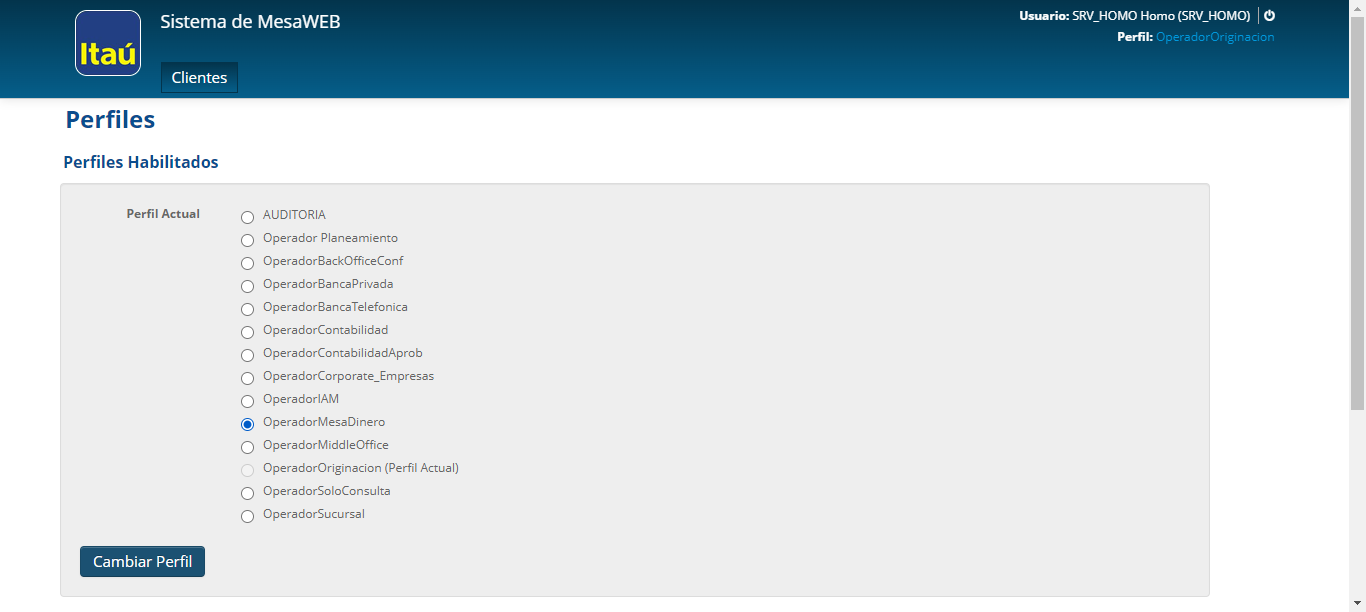 Itaú
Sistema de MesaWEB
Usuario: SRV_HOMO Homo (SRV_HOMO)
Perfil: OperadorOriginacion
Clientes
Perfiles
Perfiles Habilitados
Perfil Actual
AUDITORIA
Operador Planeamiento
OperadorBackOfficeConf
OperadorBancaPrivada
OperadorBancaTelefonica
OperadorContabilidad
OperadorContabilidadAprob
OperadorCorporate_Empresas
OperadorIAM
OperadorMesaDinero
OperadorMiddleOffice
OperadorOriginacion (Perfil Actual)
OperadorSoloConsulta
OperadorSucursal
Cambiar Perfil